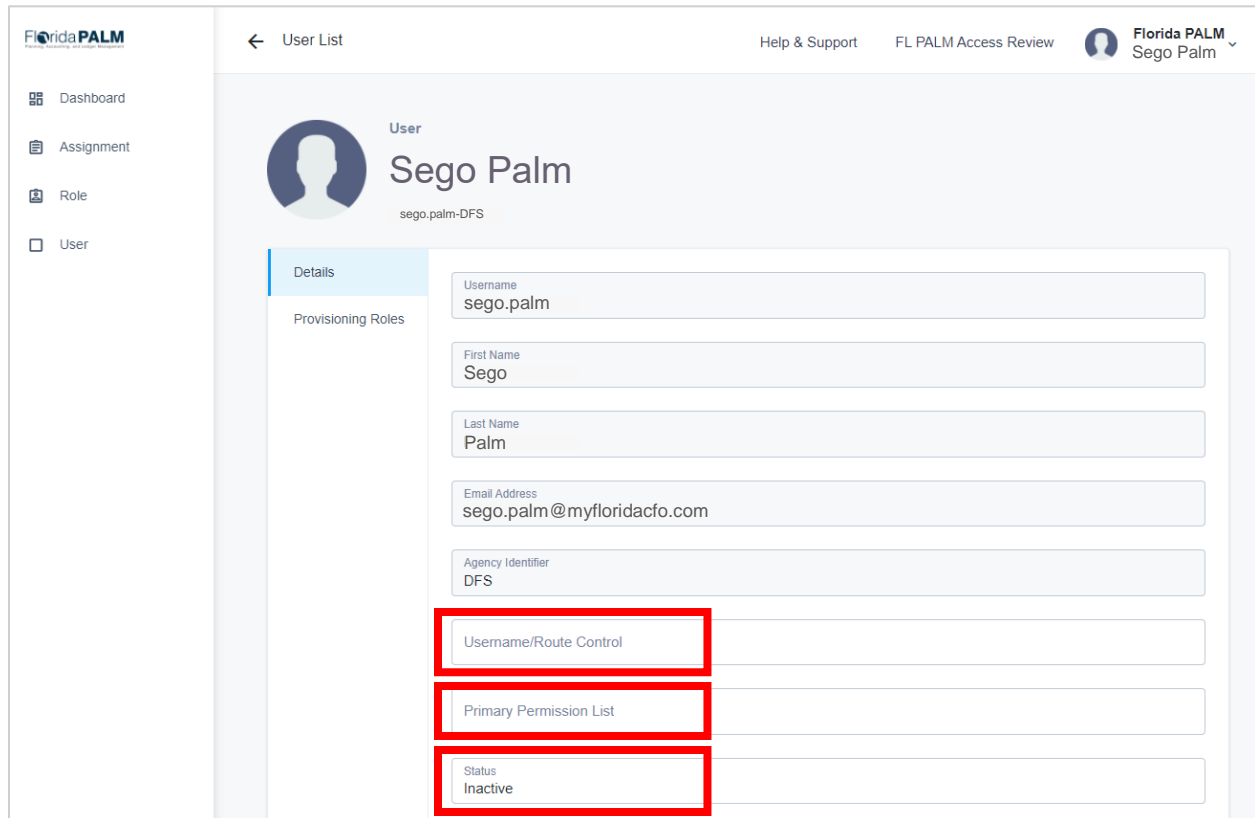 Florida PALM
Planning, Accounting, and Ledger Management
User List
Help & Support
FL PALM Access Review
Florida PALM
Sego Palm
Dashboard
Assignment
Role
User
User
Sego Palm
sego.palm-DFS
Details
Provisioning Roles
Username
sego.palm
First Name
Sego
Last Name
Palm
Email Address
sego.palm@myfloridacfo.com
Agency Identifier
DFS
Username/Route Control
Primary Permission List
Status
Inactive